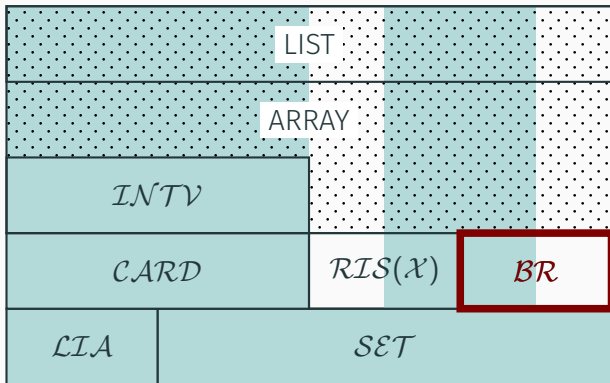 LIST
ARRAY
𝓘𝓝𝓣𝓥
𝓒𝓐𝓡𝓓 𝓡𝓘𝓢(𝓧) 𝓑𝓡
𝓛𝓘𝓐 𝓢𝓔𝓣